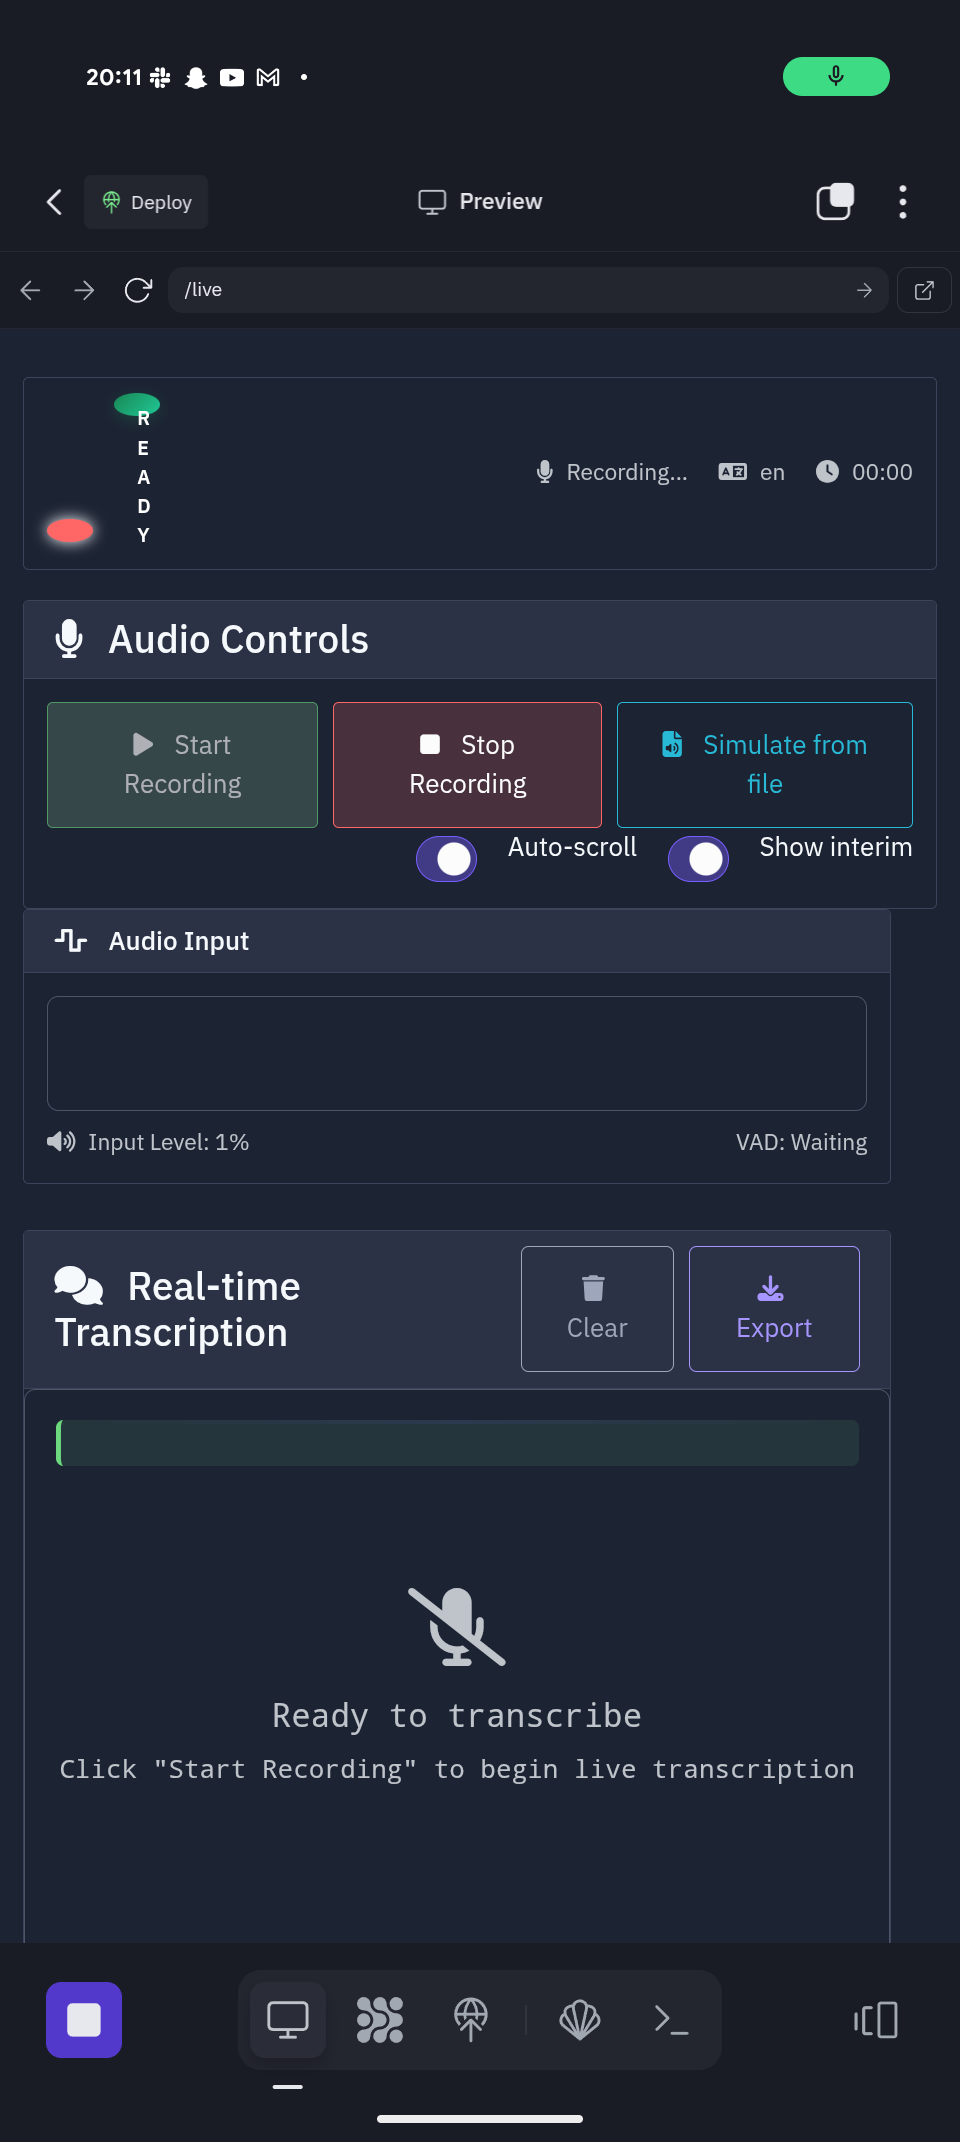 20:11
Deploy
Preview
/live
READY
Recording...
en
00:00
Audio Controls
Start
Recording
Stop
Recording
Simulate from
file
Auto-scroll
Show interim
Audio Input
Input Level: 1%
VAD: Waiting
Real-time
Transcription
Clear
Export
Ready to transcribe
Click "Start Recording" to begin live transcription